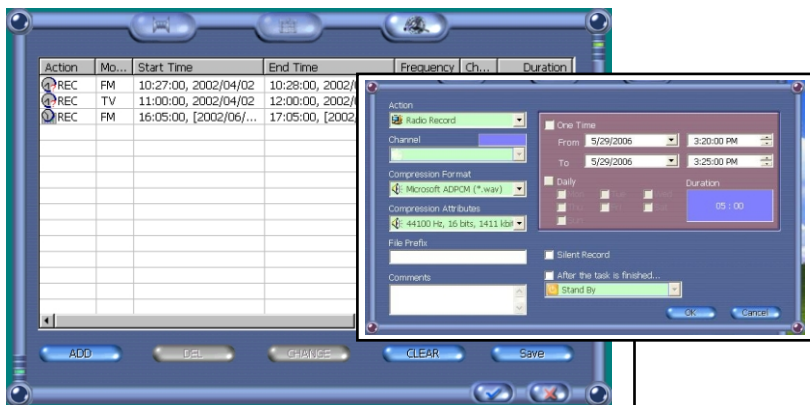 Action Mo... Start Time End Time Frequency Ch... Duration
REC FM 10:27:00, 2002/04/02 10:28:00, 2002/
REC TV 11:00:00, 2002/04/02 12:00:00, 2002/
REC FM 16:05:00, [2002/06/... 17:05:00, [2002,
ADD DEL CHANGE CLEAR Save
Action
Radio Record
Channel
Compression Format
Microsoft ADPCM (*.wav)
Compression Attributes
44100 Hz, 16 bits, 1411 kbi
File Prefix
Comments
One Time
From 5/29/2006 3:20:00 PM
To 5/29/2006 3:25:00 PM
Daily Duration
05 : 00
Silent Record
After the task is finished...
Stand By
OK Cancel